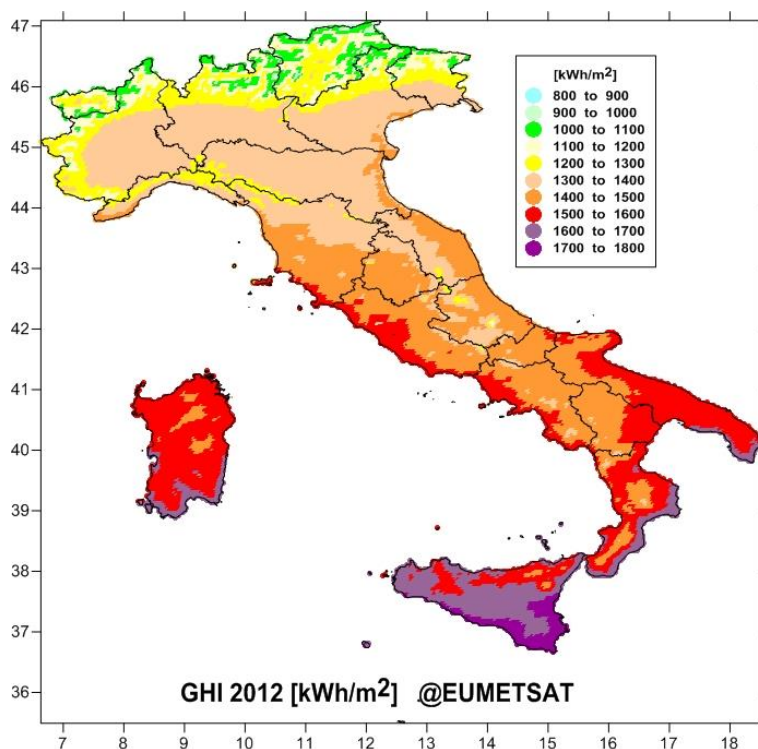 47
46
45
44
43
42
41
40
39
38
37
36
[kWh/m2]
800 to 900
900 to 1000
1000 to 1100
1100 to 1200
1200 to 1300
1300 to 1400
1400 to 1500
1500 to 1600
1600 to 1700
1700 to 1800
GHI 2012 [kWh/m2] @EUMETSAT
7 8 9 10 11 12 13 14 15 16 17 18